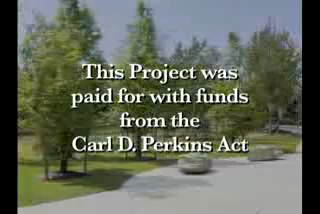 This Project was
paid for with funds
from the
Carl D. Perkins Act